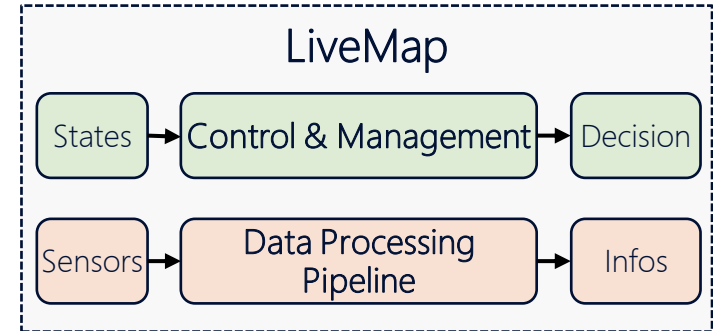 LiveMap
States
Control & Management
Decision
Sensors
Data Processing
Pipeline
Infos